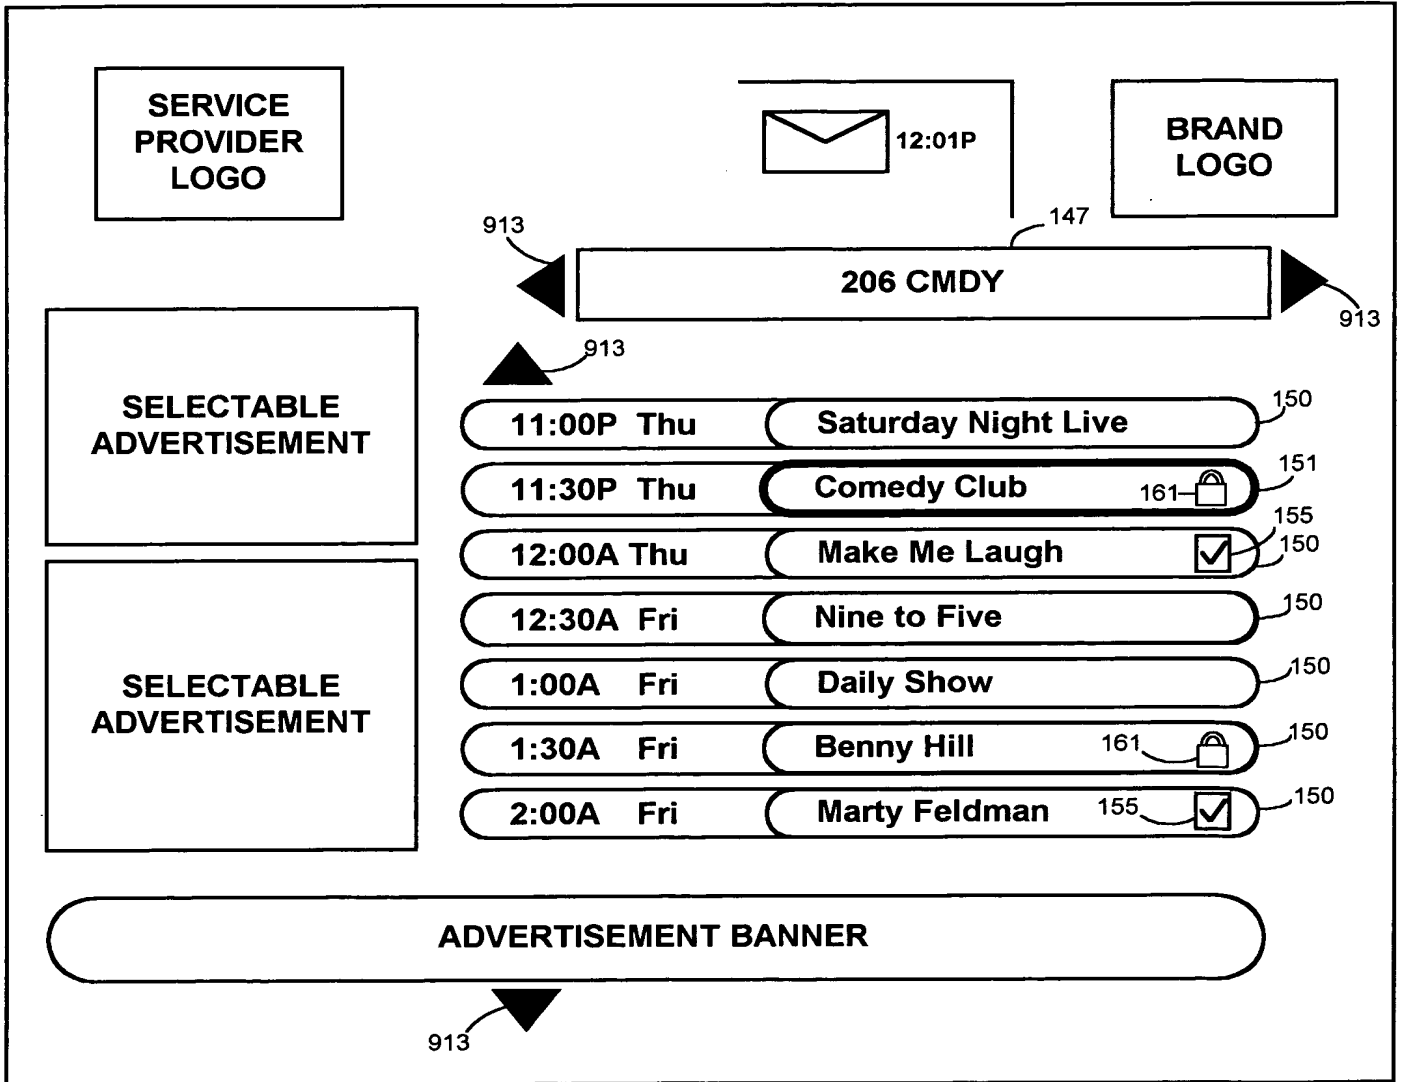 SERVICE
PROVIDER
LOGO
12:01P
BRAND
LOGO
913
147
206 CMDY
913
913
SELECTABLE
ADVERTISEMENT
11:00P Thu Saturday Night Live 150
11:30P Thu Comedy Club 161 151
12:00A Thu Make Me Laugh 155
150
12:30A Fri Nine to Five 150
1:00A Fri Daily Show 150
SELECTABLE
ADVERTISEMENT
1:30A Fri Benny Hill 161 150
2:00A Fri Marty Feldman 155 150
ADVERTISEMENT BANNER
913